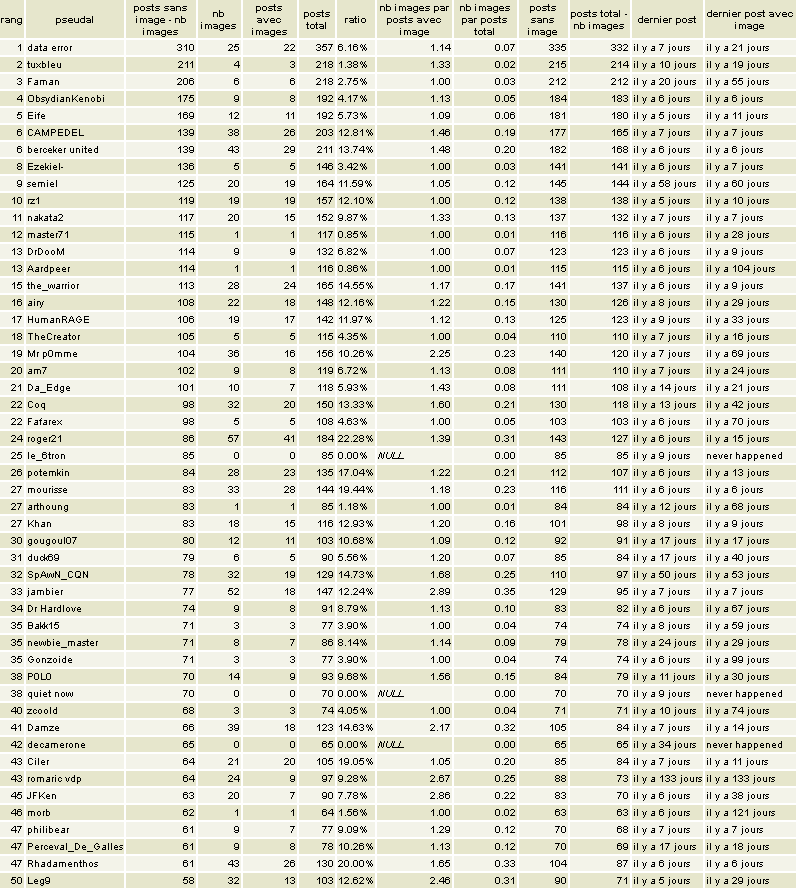 rang pseudal posts sans image - nb images nb images posts avec images posts total ratio nb images par posts avec image nb images par posts total posts sans image posts total - nb images dernier post dernier post avec image
1 data error 310 25 22 357 6.16% 1.14 0.07 335 332 il y a 7 jours il y a 21 jours
2 tuxbleu 211 4 3 218 1.38% 1.33 0.02 215 214 il y a 10 jours il y a 19 jours
3 Faman 206 6 6 218 2.75% 1.00 0.03 212 212 il y a 20 jours il y a 55 jours
4 ObsydianKenobi 175 9 8 192 4.17% 1.13 0.05 184 183 il y a 6 jours il y a 6 jours
5 Eife 169 12 11 192 5.73% 1.09 0.06 181 180 il y a 5 jours il y a 11 jours
6 CAMPEDEL 139 38 26 203 12.81% 1.46 0.19 177 165 il y a 7 jours il y a 7 jours
6 berceker united 139 43 29 211 13.74% 1.48 0.20 182 168 il y a 6 jours il y a 6 jours
8 Ezekiel- 136 5 5 146 3.42% 1.00 0.03 141 141 il y a 6 jours il y a 7 jours
9 semiel 125 20 19 164 11.59% 1.05 0.12 145 144 il y a 58 jours il y a 60 jours
10 rz1 119 19 19 157 12.10% 1.00 0.12 138 138 il y a 5 jours il y a 10 jours
11 nakata2 117 20 15 152 9.87% 1.33 0.13 137 132 il y a 7 jours il y a 7 jours
12 master71 115 1 1 117 0.85% 1.00 0.01 116 116 il y a 6 jours il y a 28 jours
13 DrDooM 114 9 9 132 6.82% 1.00 0.07 123 123 il y a 6 jours il y a 9 jours
13 Aardpeer 114 1 1 116 0.86% 1.00 0.01 115 115 il y a 6 jours il y a 104 jours
15 the_warrior 113 28 24 165 14.55% 1.17 0.17 141 137 il y a 6 jours il y a 9 jours
16 airy 108 22 18 148 12.16% 1.22 0.15 130 126 il y a 8 jours il y a 29 jours
17 HumanRAGE 106 19 17 142 11.97% 1.12 0.13 125 123 il y a 9 jours il y a 33 jours
18 TheCreator 105 5 5 115 4.35% 1.00 0.04 110 110 il y a 7 jours il y a 16 jours
19 Mr p0mme 104 36 16 156 10.26% 2.25 0.23 140 120 il y a 7 jours il y a 69 jours
20 am7 102 9 8 119 6.72% 1.13 0.08 111 110 il y a 7 jours il y a 24 jours
21 Da_Edge 101 10 7 118 5.93% 1.43 0.08 111 108 il y a 14 jours il y a 21 jours
22 Coq 98 32 20 150 13.33% 1.60 0.21 130 118 il y a 13 jours il y a 42 jours
22 Fafarex 98 5 5 108 4.63% 1.00 0.05 103 103 il y a 6 jours il y a 70 jours
24 roger21 86 57 41 184 22.28% 1.39 0.31 143 127 il y a 6 jours il y a 15 jours
25 le_6tron 85 0 0 85 0.00% NULL 0.00 85 85 il y a 9 jours never happened
26 potemkin 84 28 23 135 17.04% 1.22 0.21 112 107 il y a 6 jours il y a 13 jours
27 mourisse 83 33 28 144 19.44% 1.18 0.23 116 111 il y a 6 jours il y a 6 jours
27 arthoung 83 1 1 85 1.18% 1.00 0.01 84 84 il y a 12 jours il y a 68 jours
27 Khan 83 18 15 116 12.93% 1.20 0.16 101 98 il y a 8 jours il y a 9 jours
30 gougoul07 80 12 11 103 10.68% 1.09 0.12 92 91 il y a 17 jours il y a 17 jours
31 duck69 79 6 5 90 5.56% 1.20 0.07 85 84 il y a 17 jours il y a 40 jours
32 SpAwN_CQN 78 32 19 129 14.73% 1.68 0.25 110 97 il y a 50 jours il y a 53 jours
33 jambier 77 52 18 147 12.24% 2.89 0.35 129 95 il y a 7 jours il y a 7 jours
34 Dr Hardlove 74 9 8 91 8.79% 1.13 0.10 83 82 il y a 6 jours il y a 67 jours
35 Bakk15 71 3 3 77 3.90% 1.00 0.04 74 74 il y a 8 jours il y a 59 jours
35 newbie_master 71 8 7 86 8.14% 1.14 0.09 79 78 il y a 24 jours il y a 29 jours
35 Gonzoide 71 3 3 77 3.90% 1.00 0.04 74 74 il y a 6 jours il y a 99 jours
38 P0L0 70 14 9 93 9.68% 1.56 0.15 84 79 il y a 11 jours il y a 30 jours
38 quiet now 70 0 0 70 0.00% NULL 0.00 70 70 il y a 9 jours never happened
40 zcoold 68 3 3 74 4.05% 1.00 0.04 71 71 il y a 10 jours il y a 74 jours
41 Damze 66 39 18 123 14.63% 2.17 0.32 105 84 il y a 7 jours il y a 14 jours
42 decamerone 65 0 0 65 0.00% NULL 0.00 65 65 il y a 34 jours never happened
43 Ciler 64 21 20 105 19.05% 1.05 0.20 85 84 il y a 7 jours il y a 11 jours
43 romaric vdp 64 24 9 97 9.28% 2.67 0.25 88 73 il y a 133 jours il y a 133 jours
45 JFKen 63 20 7 90 7.78% 2.86 0.22 83 70 il y a 6 jours il y a 38 jours
46 morb 62 1 1 64 1.56% 1.00 0.02 63 63 il y a 6 jours il y a 121 jours
47 philibear 61 9 7 77 9.09% 1.29 0.12 70 68 il y a 7 jours il y a 7 jours
47 Perceval_De_Galles 61 9 8 78 10.26% 1.13 0.12 70 69 il y a 17 jours il y a 18 jours
47 Rhadamenthos 61 43 26 130 20.00% 1.65 0.33 104 87 il y a 6 jours il y a 6 jours
50 Leg9 58 32 13 103 12.62% 2.46 0.31 90 71 il y a 5 jours il y a 29 jours